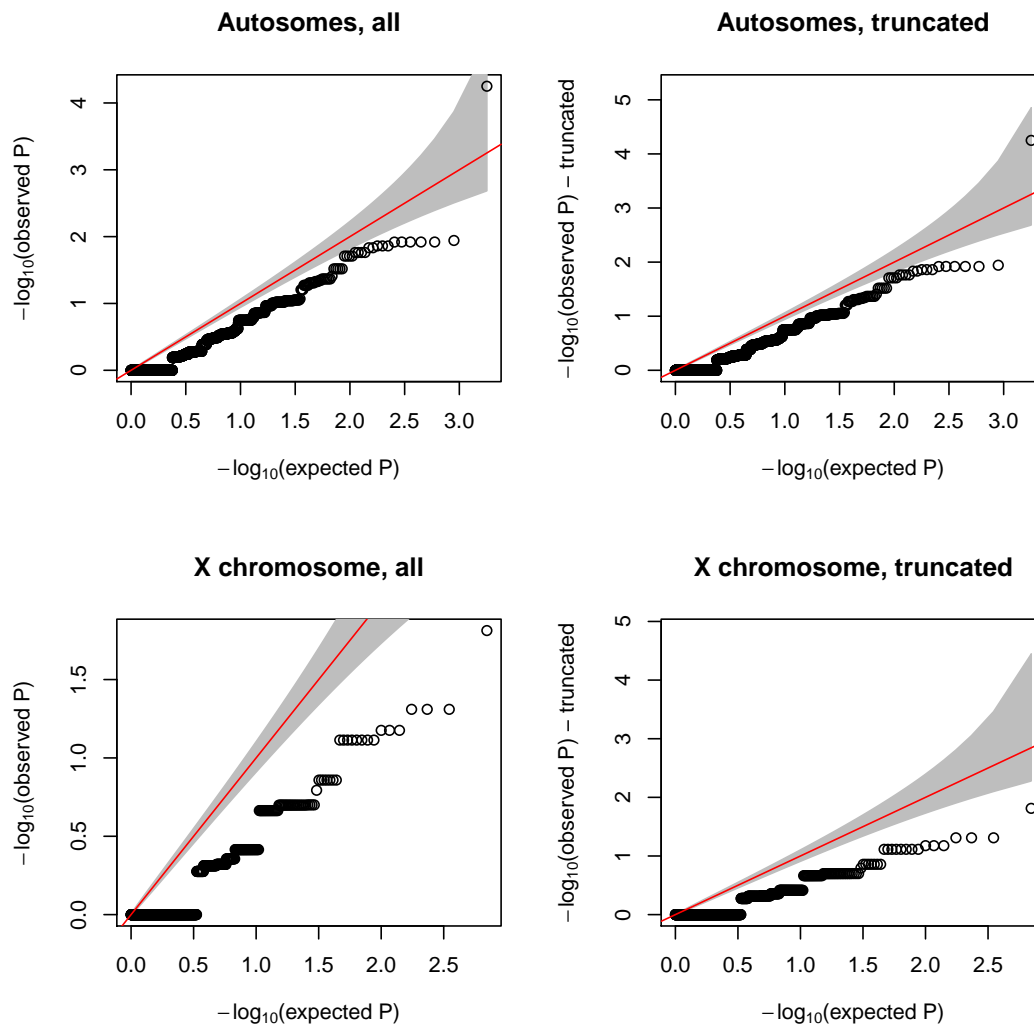 Autosomes, all
−log10(observed P)
0 1 2 3 4
0.0 0.5 1.0 1.5 2.0 2.5 3.0
−log10(expected P)
Autosomes, truncated
−log10(observed P) − truncated
0 1 2 3 4 5
0.0 0.5 1.0 1.5 2.0 2.5 3.0
−log10(expected P)
X chromosome, all
−log10(observed P)
0.0 0.5 1.0 1.5
0.0 0.5 1.0 1.5 2.0 2.5
−log10(expected P)
X chromosome, truncated
−log10(observed P) − truncated
0 1 2 3 4 5
0.0 0.5 1.0 1.5 2.0 2.5
−log10(expected P)